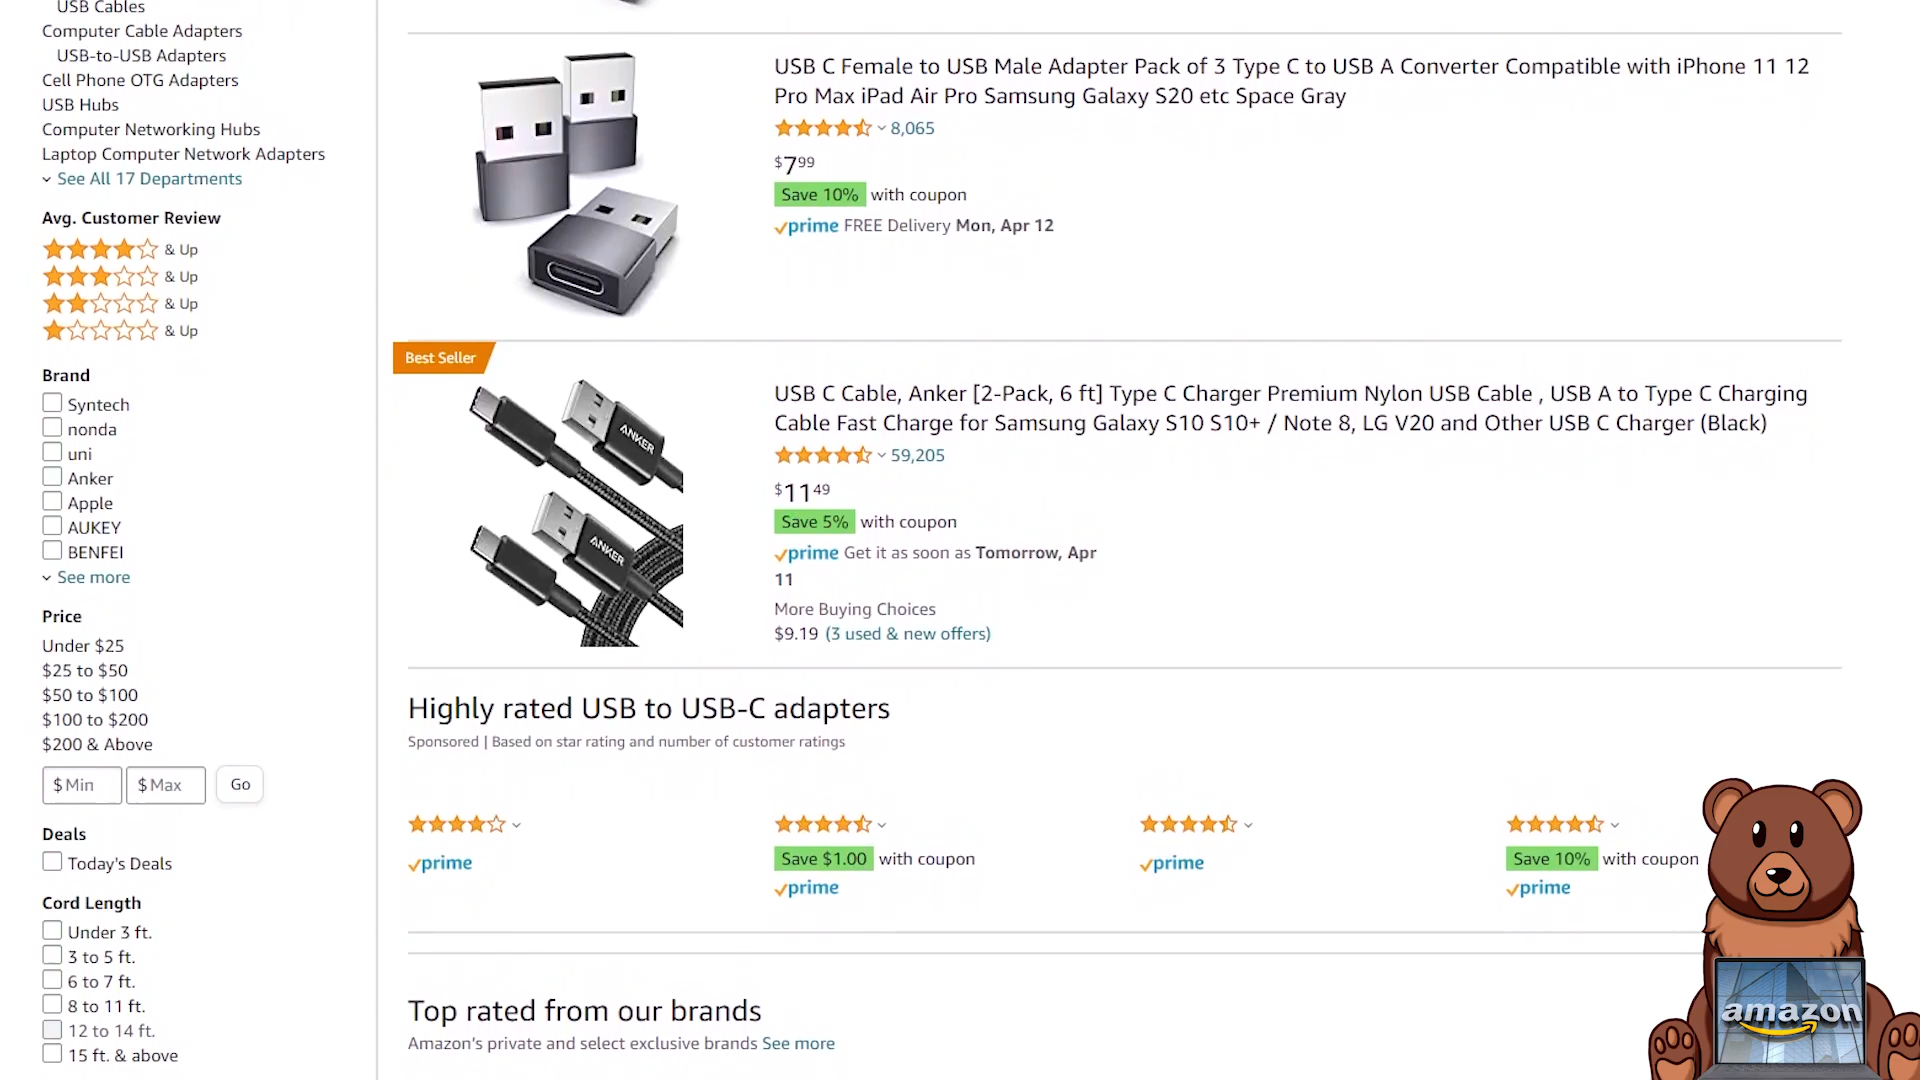 USB Cables
Computer Cable Adapters
USB-to-USB Adapters
Cell Phone OTG Adapters
USB Hubs
Computer Networking Hubs
Laptop Computer Network Adapters
See All 17 Departments
Avg. Customer Review
& Up
& Up
& Up
& Up
Brand
Syntech
nonda
uni
Anker
Apple
AUKEY
BENFEI
See more
Price
Under $25
$25 to $50
$50 to $100
$100 to $200
$200 & Above
$ Min $ Max Go
Deals
Today's Deals
Cord Length
Under 3 ft.
3 to 5 ft.
6 to 7 ft.
8 to 11 ft.
12 to 14 ft.
15 ft. & above
USB C Female to USB Male Adapter Pack of 3 Type C to USB A Converter Compatible with iPhone 11 12
Pro Max iPad Air Pro Samsung Galaxy S20 etc Space Gray
8,065
$7 99
Save 10% with coupon
prime FREE Delivery Mon, Apr 12
Best Seller
ANKER
ANKER
USB C Cable, Anker [2-Pack, 6 ft] Type C Charger Premium Nylon USB Cable , USB A to Type C Charging
Cable Fast Charge for Samsung Galaxy S10 S10+ / Note 8, LG V20 and Other USB C Charger (Black)
59,205
$11 49
Save 5% with coupon
prime Get it as soon as Tomorrow, Apr
11
More Buying Choices
$9.19 (3 used & new offers)
Highly rated USB to USB-C adapters
Sponsored | Based on star rating and number of customer ratings
prime
Save $1.00 with coupon
prime
prime
Save 10% with coupon
prime
Top rated from our brands
Amazon's private and select exclusive brands See more
amazon